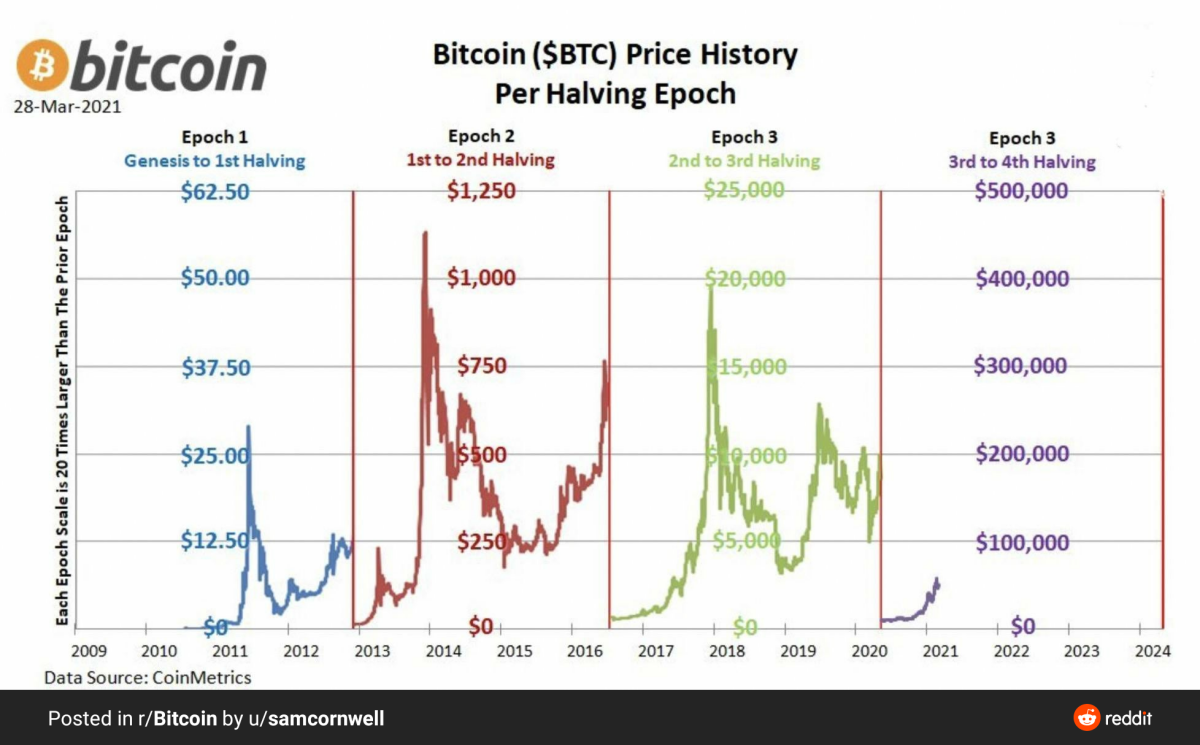 bitcoin
28-Mar-2021
Bitcoin ($BTC) Price History
Per Halving Epoch
Epoch 1
Genesis to 1st Halving
Epoch 2
1st to 2nd Halving
Epoch 3
2nd to 3rd Halving
Epoch 3
3rd to 4th Halving
Each Epoch Scale is 20 Times Larger Than The Prior Epoch
$62.50 $1,250 $25,000 $500,000
$50.00 $1,000 $20,000 $400,000
$37.50 $750 $15,000 $300,000
$25.00 $500 $10,000 $200,000
$12.50 $250 $5,000 $100,000
$0 $0 $0 $0
2009 2010 2011 2012 2013 2014 2015 2016 2017 2018 2019 2020 2021 2022 2023 2024
Data Source: CoinMetrics
Posted in r/Bitcoin by u/samcornwell
reddit